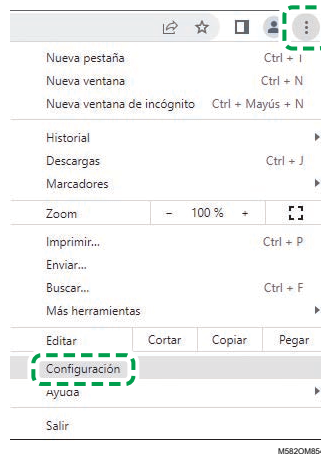 Nueva pestaña Ctrl + T
Nueva ventana Ctrl + N
Nueva ventana de incógnito Ctrl + Mayús + N
Historial
Descargas Ctrl + J
Marcadores
Zoom - 100 % +
Imprimir... Ctrl + P
Enviar...
Buscar... Ctrl + F
Más herramientas
Editar Cortar Copiar Pegar
Configuración
Ayuda
Salir